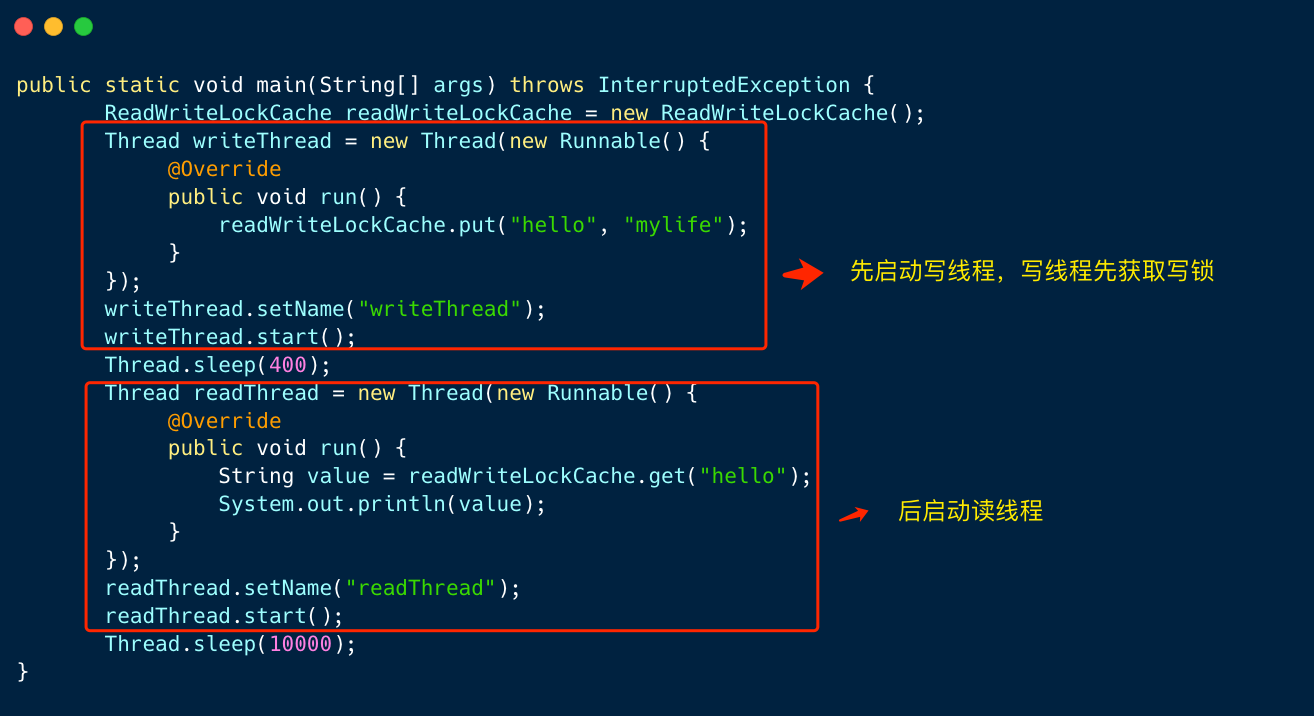 public static void main(String[] args) throws InterruptedException {
ReadWriteLockCache readWriteLockCache = new ReadWriteLockCache();
Thread writeThread = new Thread(new Runnable() {
@Override
public void run() {
readWriteLockCache.put("hello", "mylife");
}
});
writeThread.setName("writeThread");
writeThread.start();
先启动写线程，写线程先获取写锁
Thread.sleep(400);
Thread readThread = new Thread(new Runnable() {
@Override
public void run() {
String value = readWriteLockCache.get("hello");
System.out.println(value);
}
});
readThread.setName("readThread");
readThread.start();
后启动读线程
Thread.sleep(10000);
}